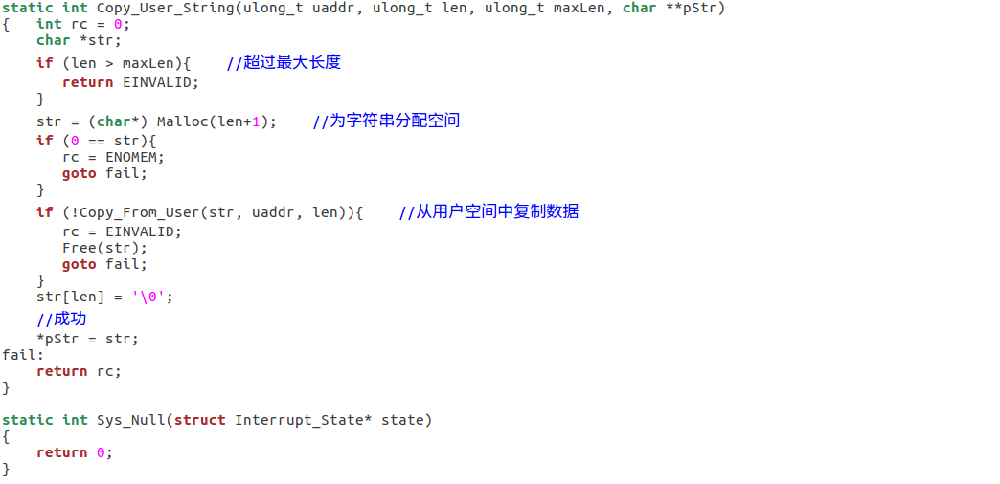 static int Copy_User_String(ulong_t uaddr, ulong_t len, ulong_t maxLen, char **pStr)
{   int rc = 0;
    char *str;
    if (len > maxLen){    //超过最大长度
       return EINVALID;
    }
    str = (char*) Malloc(len+1);    //为字符串分配空间
    if (0 == str){
       rc = ENOMEM;
       goto fail;
    }
    if (!Copy_From_User(str, uaddr, len)){    //从用户空间中复制数据
       rc = EINVALID;
       Free(str);
       goto fail;
    }
    str[len] = '\0';
    //成功
    *pStr = str;
fail:
    return rc;
}
static int Sys_Null(struct Interrupt_State* state)
{
    return 0;
}